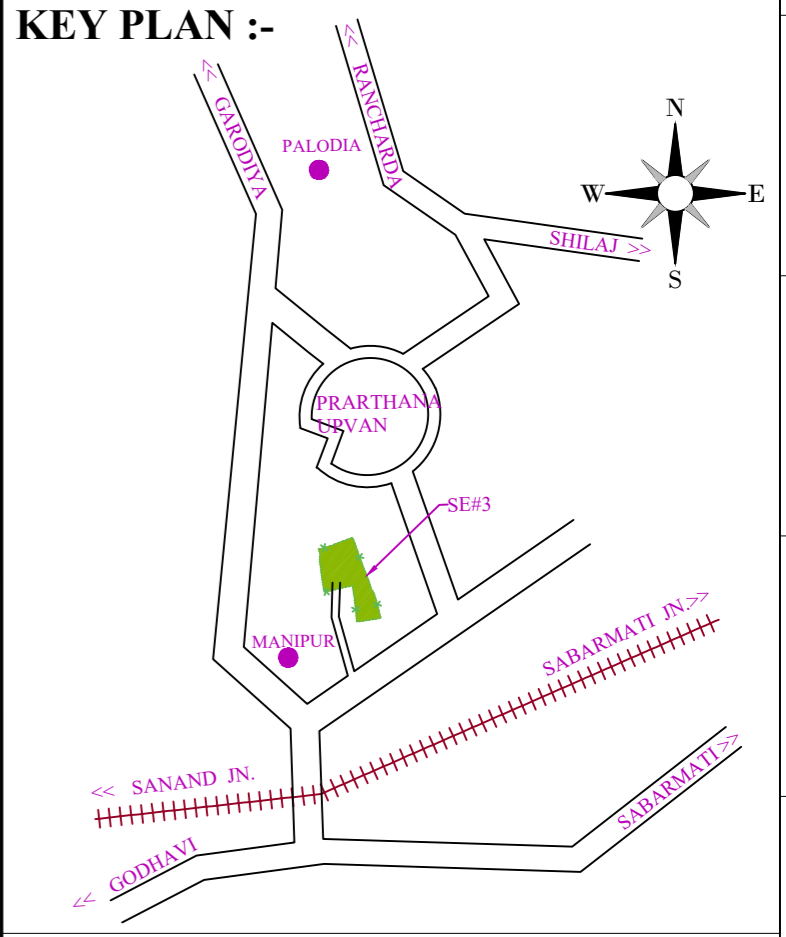 KEY PLAN :-
<< GARODIYA
<< RANCHARDA
PALODIA
N
W
E
S
SHILAJ >>
PRARTHANA
UPVAN
SE#3
MANIPUR
SABARMATI JN.>>
<< SANAND JN.
SABARMATI >>
<< GODHAVI